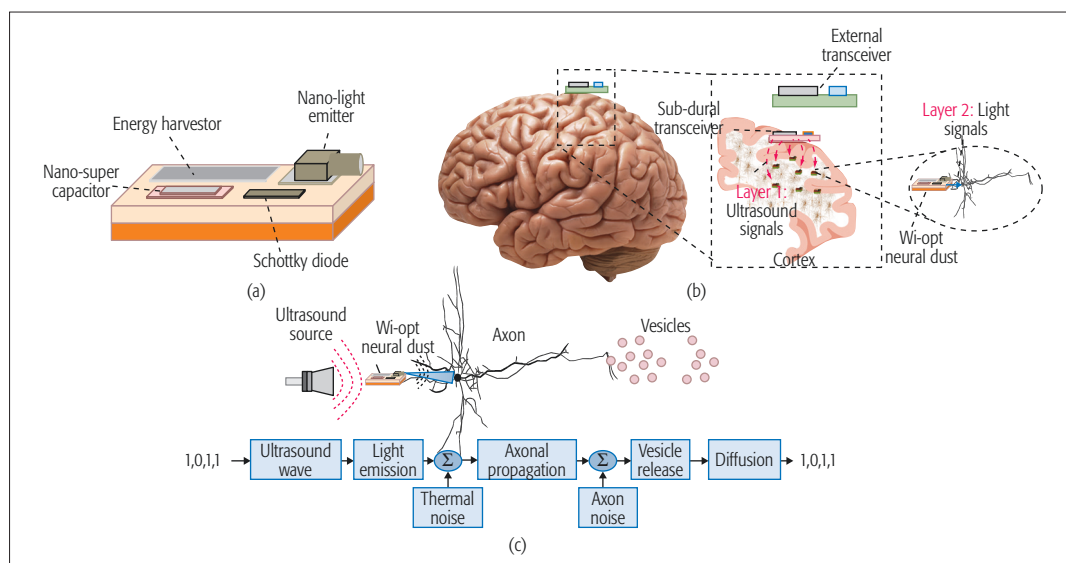 Nano-light
emitter
Energy harvestor
Nano-super
capacitor
Schottky diode
(a)
External
transceiver
Sub-dural
transceiver
Layer 2: Light
signals
Layer 1:
Ultrasound
signals
Wi-opt
neural dust
Cortex
(b)
Ultrasound
source
Wi-opt
neural dust
Axon
Vesicles
1,0,1,1
Ultrasound
wave
Light
emission
Σ
Axonal
propagation
Σ
Vesicle
release
Diffusion
1,0,1,1
Thermal
noise
Axon
noise
(c)